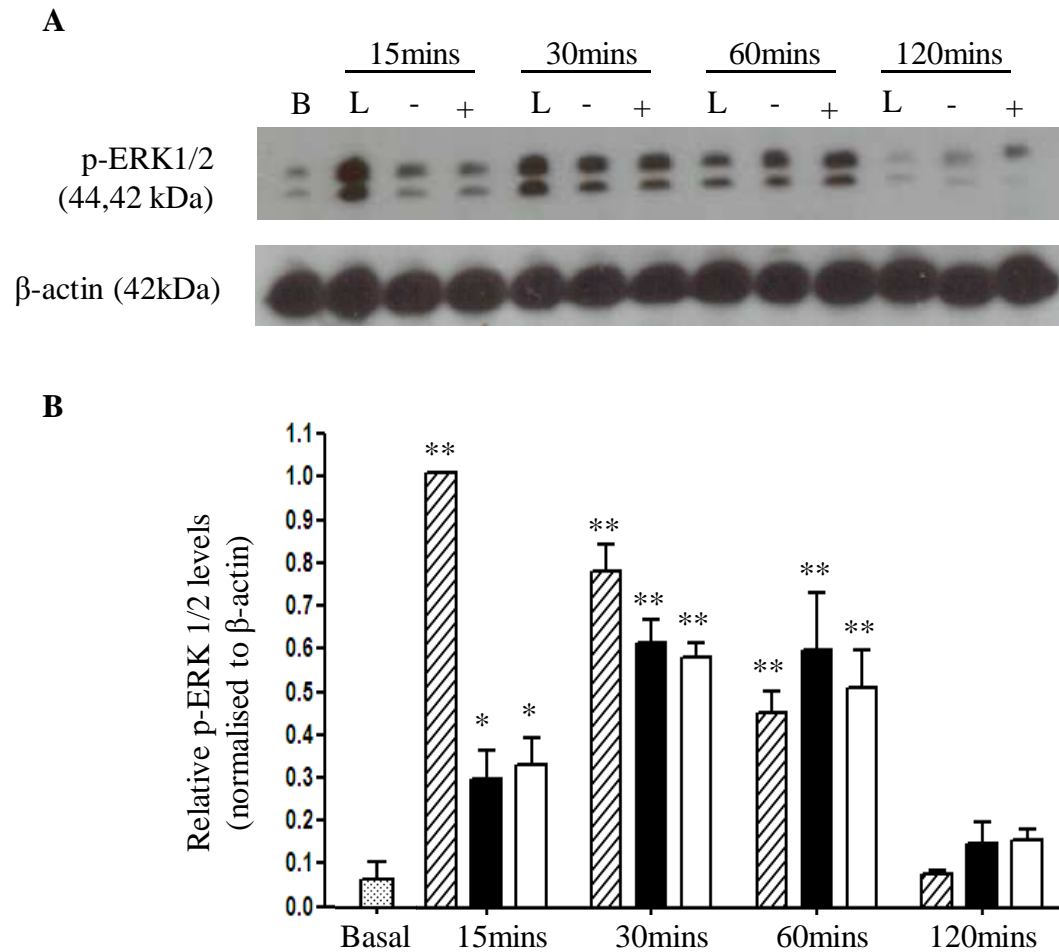 A
15mins 30mins 60mins 120mins
B L - + L - + L - + L - +
p-ERK1/2
(44,42 kDa)
β-actin (42kDa)
B
Relative p-ERK 1/2 levels
(normalised to β-actin)
1.1
1.0
0.9
0.8
0.7
0.6
0.5
0.4
0.3
0.2
0.1
0.0
** * * ** ** ** ** ** **
Basal 15mins 30mins 60mins 120mins